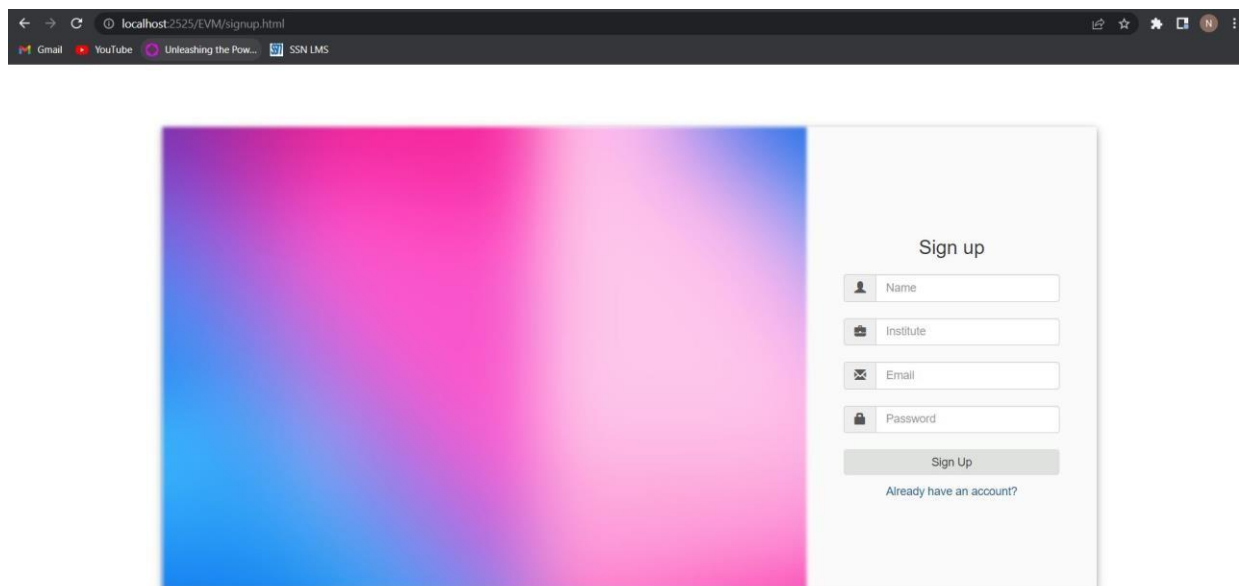 localhost:2525/EVM/signup.html
N
Gmail YouTube Unleashing the Pow... SSN LMS
Sign up
Name
Institute
Email
Password
Sign Up
Already have an account?